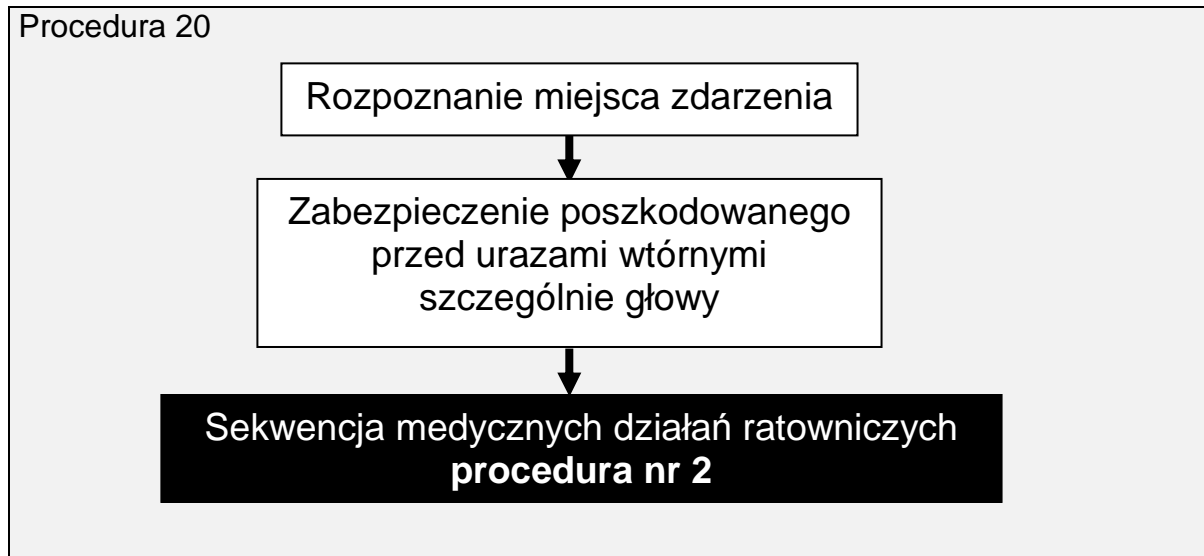 Procedura 20
Rozpoznanie miejsca zdarzenia
Zabezpieczenie poszkodowanego
przed urazami wtórnymi
szczególnie głowy
Sekwencja medycznych działań ratowniczych
procedura nr 2